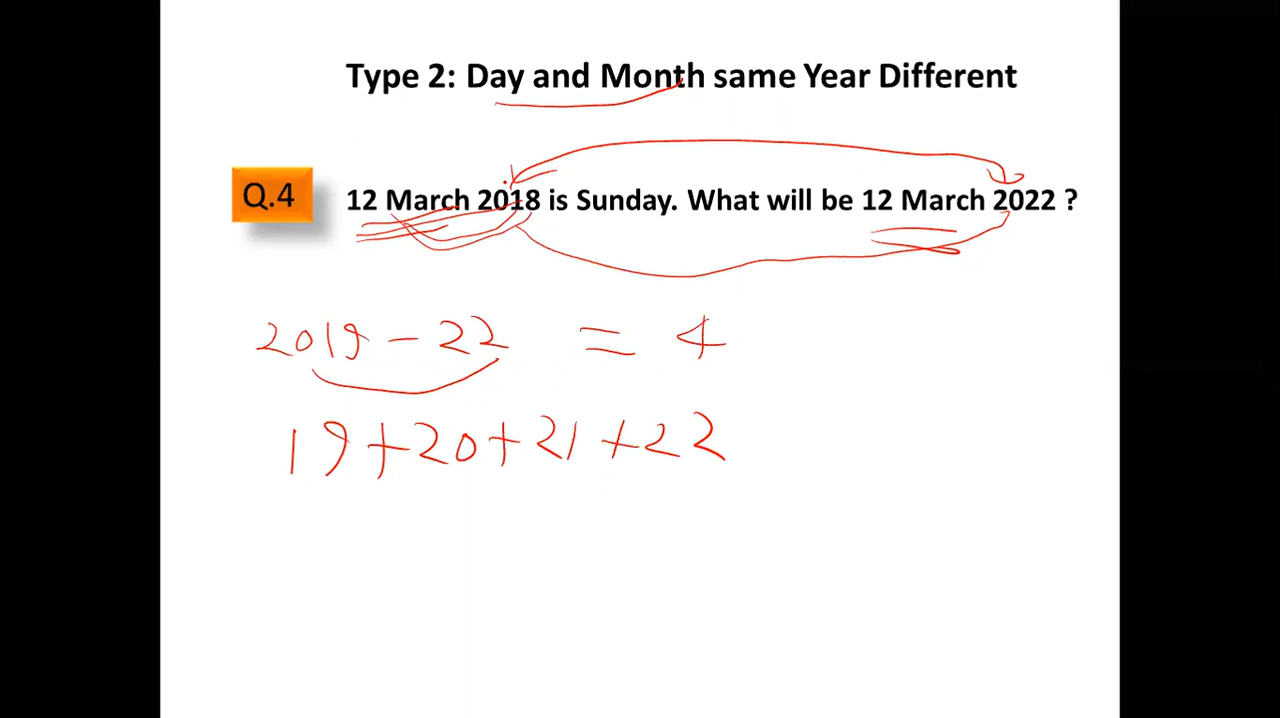 Type 2: Day and Month same Year Different
Q.4 12 March 2018 is Sunday. What will be 12 March 2022 ?
2019 - 22 = 4
19+20+21+22